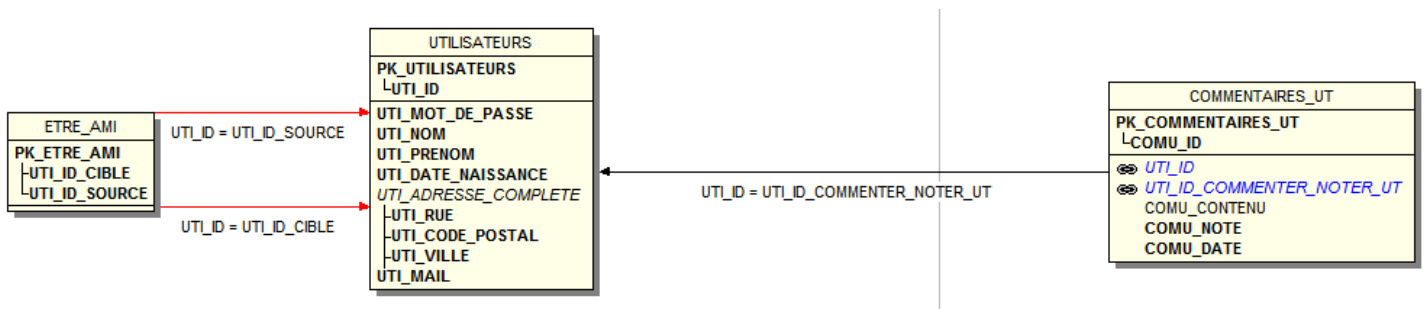 ETRE_AMI
PK_ETRE_AMI
UTI_ID_CIBLE
UTI_ID_SOURCE
UTI_ID = UTI_ID_SOURCE
UTI_ID = UTI_ID_CIBLE
UTILISATEURS
PK_UTILISATEURS
UTI_ID
UTI_MOT_DE_PASSE
UTI_NOM
UTI_PRENOM
UTI_DATE_NAISSANCE
UTI_ADRESSE_COMPLETE
UTI_RUE
UTI_CODE_POSTAL
UTI_VILLE
UTI_MAIL
UTI_ID = UTI_ID_COMMENTER_NOTER_UT
COMMENTAIRES_UT
PK_COMMENTAIRES_UT
COMU_ID
UTI_ID
UTI_ID_COMMENTER_NOTER_UT
COMU_CONTENU
COMU_NOTE
COMU_DATE